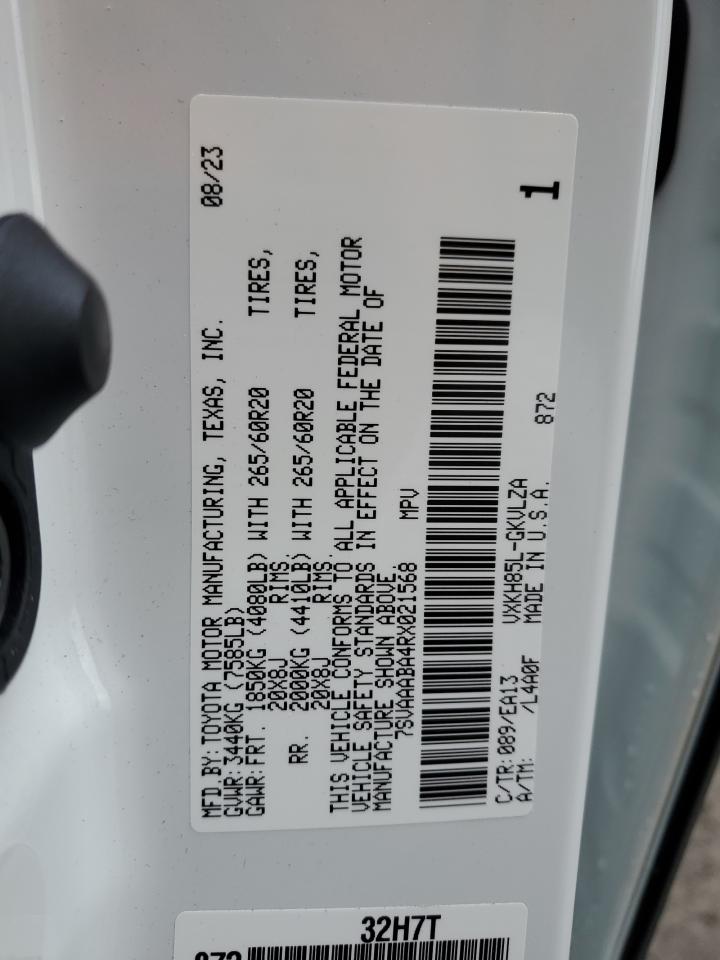 08/23
MFD.BY:TOYOTA MOTOR MANUFACTURING, TEXAS, INC.
GVWR:3440KG (7585LB)
GAWR:FRT. 1850KG (4080LB) WITH 265/60R20 TIRES,
20X8J RIMS.
RR. 2000KG (4410LB) WITH 265/60R20 TIRES,
20X8J RIMS.
THIS VEHICLE CONFORMS TO ALL APPLICABLE FEDERAL MOTOR
VEHICLE SAFETY STANDARDS IN EFFECT ON THE DATE OF
MANUFACTURE SHOWN ABOVE.
7SVAAABA4RX021568 MPV
C/TR:089/EA13 VXKH85L-GKVLZA
A/TM: /L4A0F MADE IN U.S.A. 872
1
32H7T
872